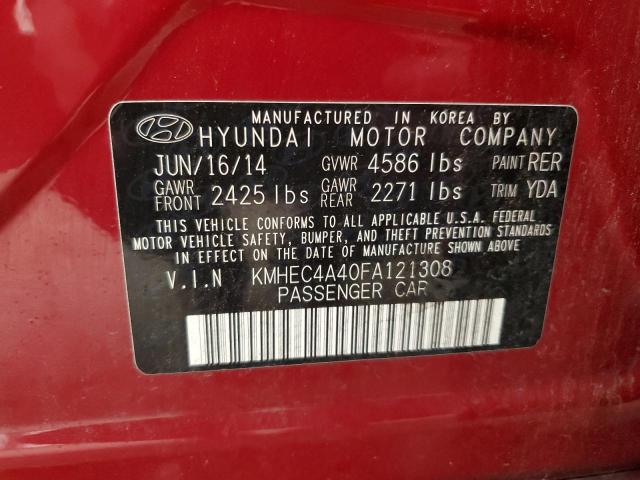 MANUFACTURED IN KOREA BY
HYUNDAI MOTOR COMPANY
JUN/16/14 GVWR 4586 lbs PAINT RER
GAWR FRONT 2425 lbs GAWR REAR 2271 lbs TRIM YDA
THIS VEHICLE CONFORMS TO ALL APPLICABLE U.S.A. FEDERAL
MOTOR VEHICLE SAFETY, BUMPER, AND THEFT PREVENTION STANDARDS
IN EFFECT ON THE DATE OF MANUFACTURE SHOWN ABOVE
V.I.N KMHEC4A40FA121308
PASSENGER CAR